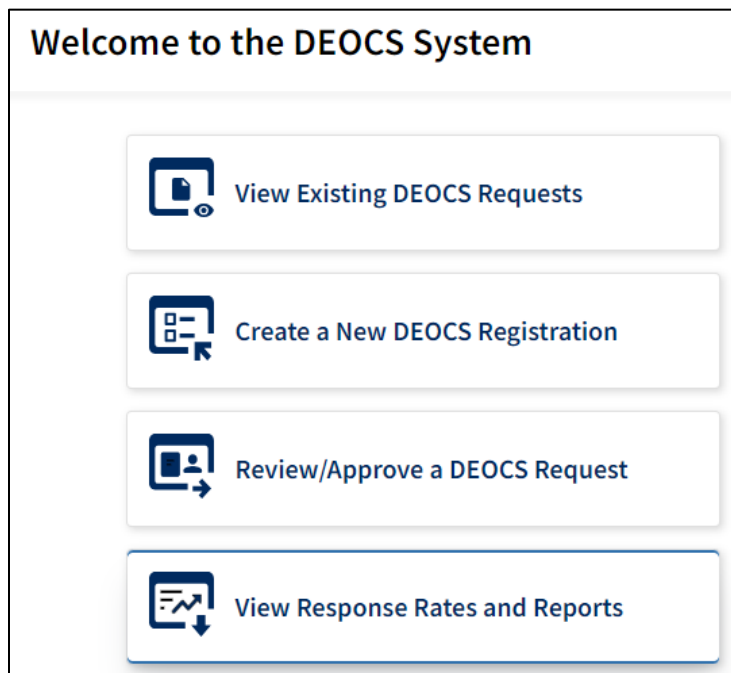 Welcome to the DEOCS System
View Existing DEOCS Requests
Create a New DEOCS Registration
Review/Approve a DEOCS Request
View Response Rates and Reports